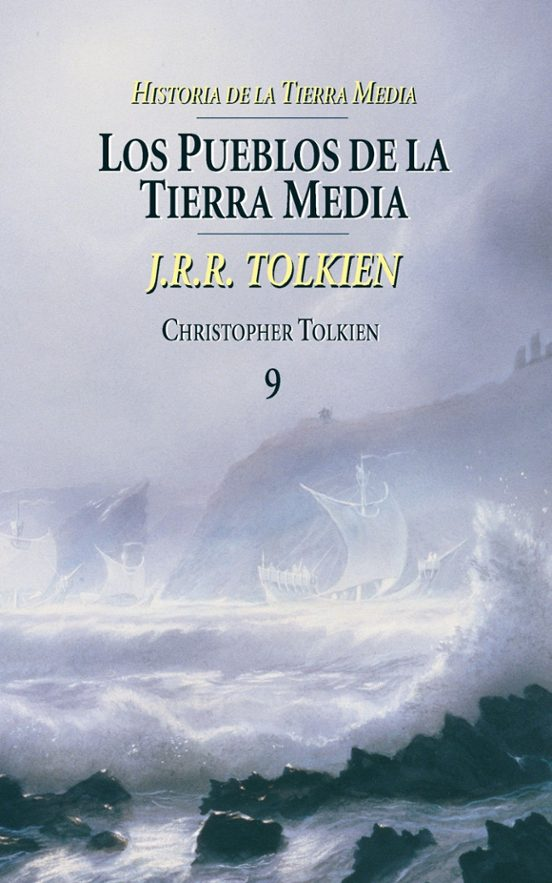 HISTORIA DE LA TIERRA MEDIA
LOS PUEBLOS DE LA
TIERRA MEDIA
J.R.R. TOLKIEN
CHRISTOPHER TOLKIEN
9